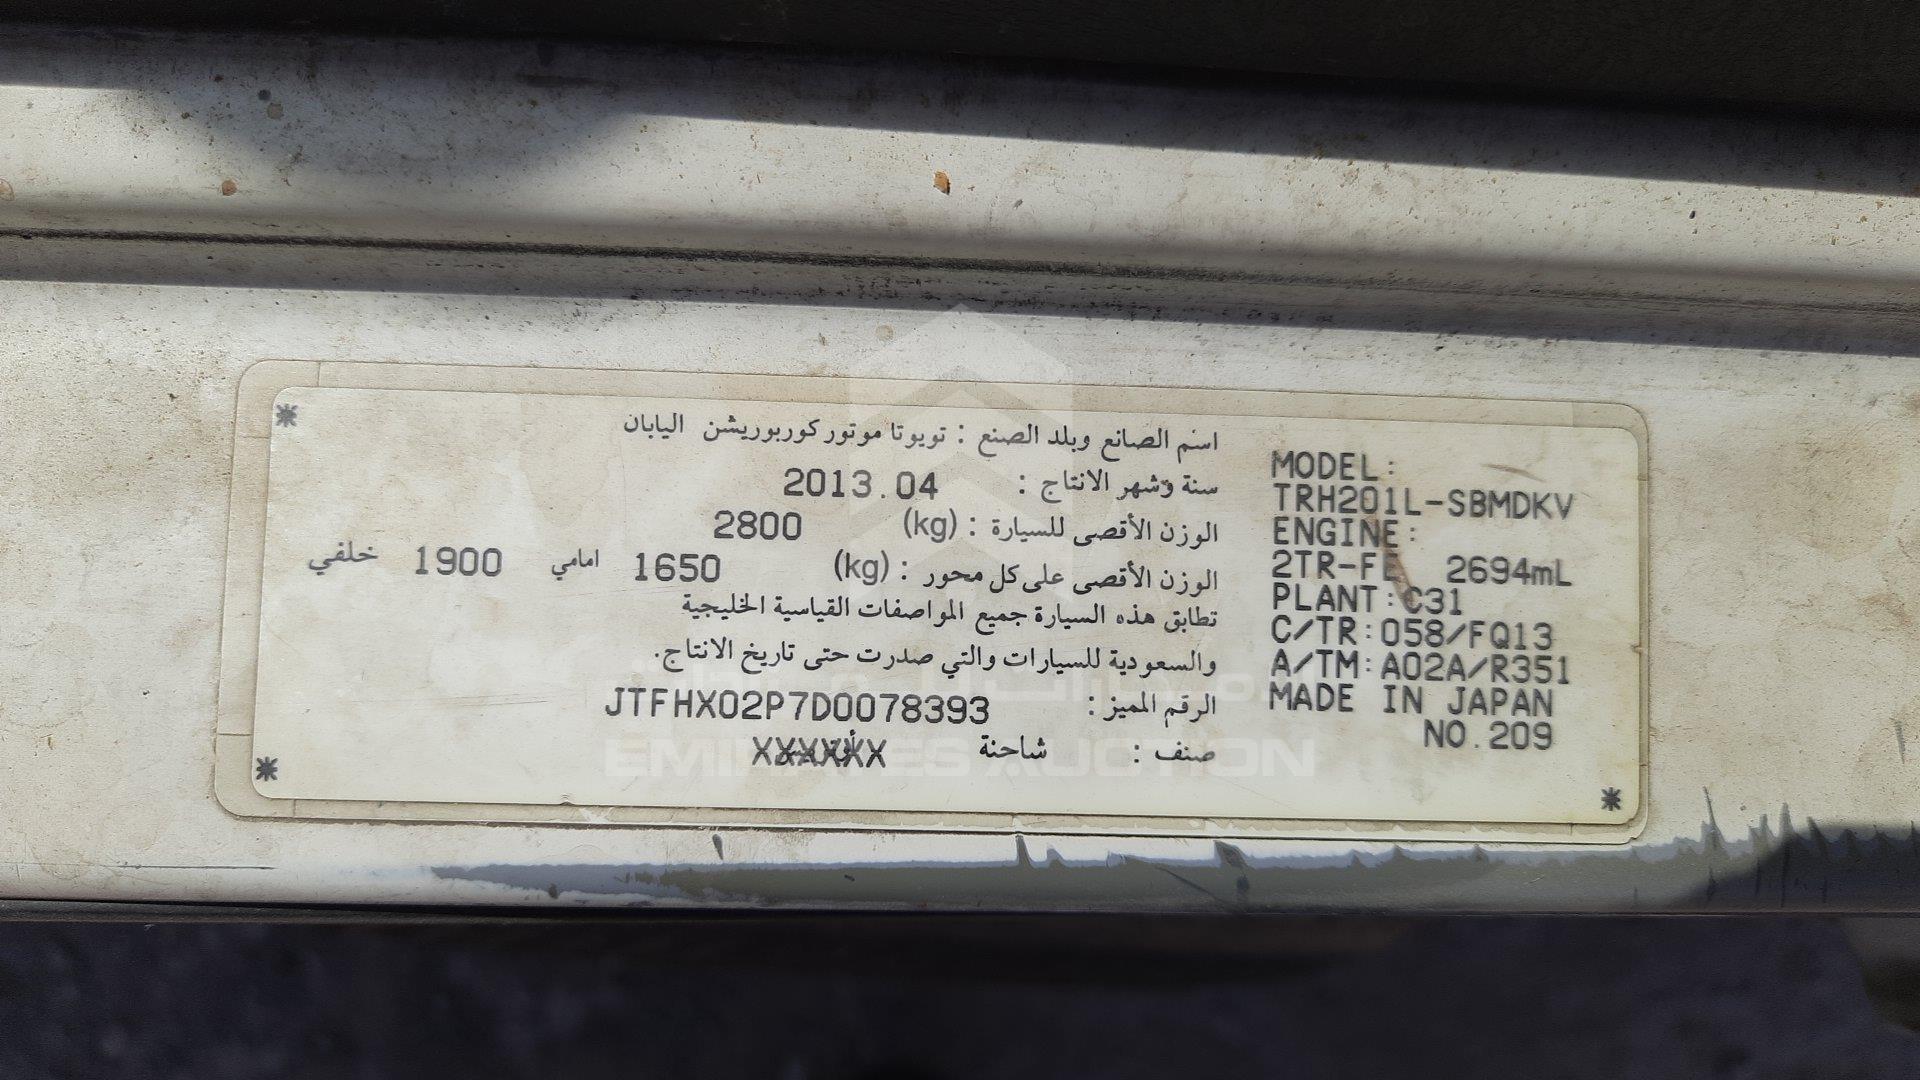 اسم الصانع وبلد الصنع : تويوتا موتور كوربوريشن اليابان
سنة وشهر الانتاج : 2013.04
الوزن الأقصى للسيارة : (kg) 2800
الوزن الأقصى على كل محور : (kg) 1650 امامي 1900 خلفي
تطابق هذه السيارة جميع المواصفات القياسية الخليجية
والسعودية للسيارات والتي صدرت حتى تاريخ الانتاج.
الرقم المميز : JTFHX02P7D0078393
صنف : شاحنة XXXXXX
MODEL:
TRH201L-SBMDKV
ENGINE:
2TR-FE 2694mL
PLANT:C31
C/TR:058/FQ13
A/TM:A02A/R351
MADE IN JAPAN
NO.209
EMIRATES AUCTION